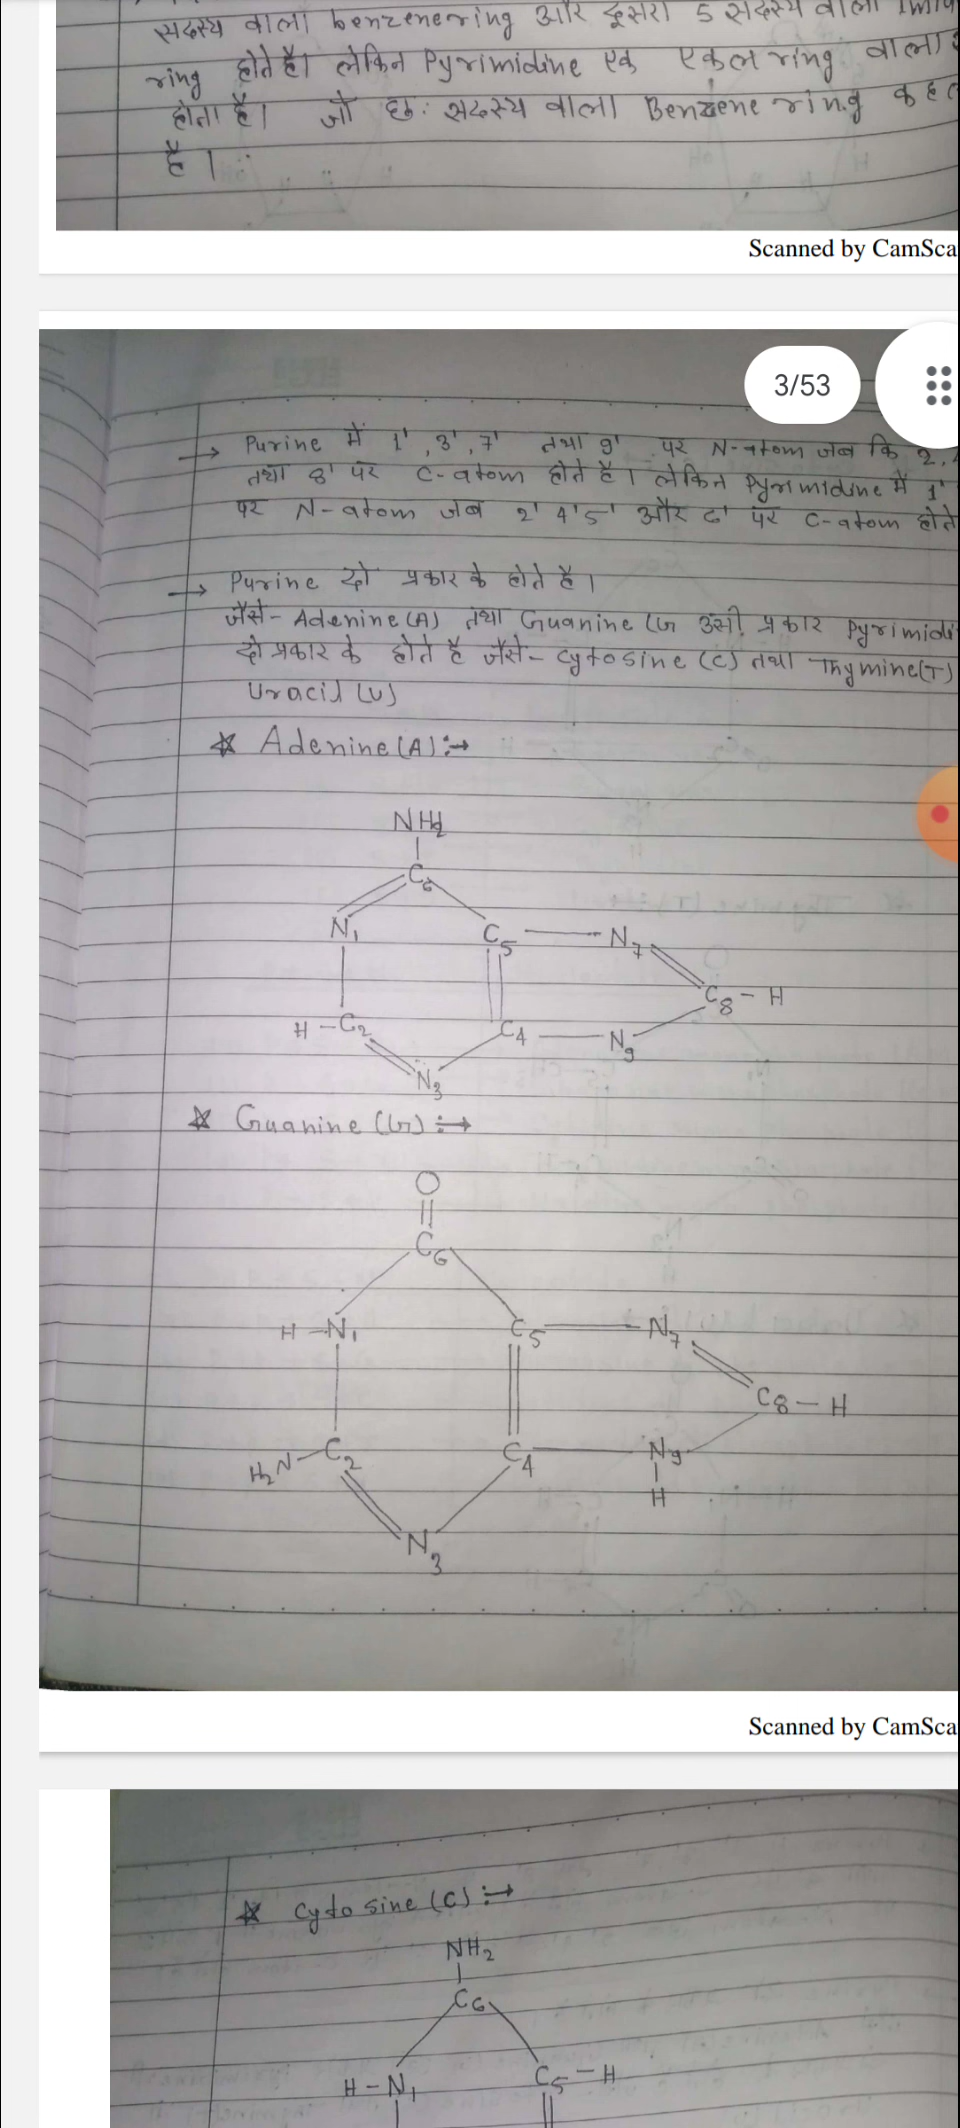 सदस्य वाला benzenering और दूसरा 5 सदस्य वाला
ring होते है। लेकिन Pyrimidine एक एकल ring वाला
होता है। जो छः सदस्य वाला Benzene ring कहल
है।
Scanned by CamSca
3/53
→ Purine में 1', 3', 7' तथा 9' पर N-atom जब कि 2,
तथा 8' पर C-atom होते है। लेकिन Pyrimidine में 1'
पर N-atom जब 2' 4' 5' और 6' पर C-atom होते
→ Purine दो प्रकार के होते है।
जैसे- Adenine(A) तथा Guanine (G उसी प्रकार Pyrimidi
दो प्रकार के होते है जैसे- Cytosine (C) तथा Thymine(T)
Uracil (U)
* Adenine(A):→
NH2
C6
N1 C5 N7
C8 - H
H - C2 C4 N9
N3
* Guanine (G):→
O
C6
H - N1 C5 N7
C8 - H
H2N - C2 C4 N9
H
N3
Scanned by CamSca
* Cytosine (C):→
NH2
C6
H - N1 C5 - H